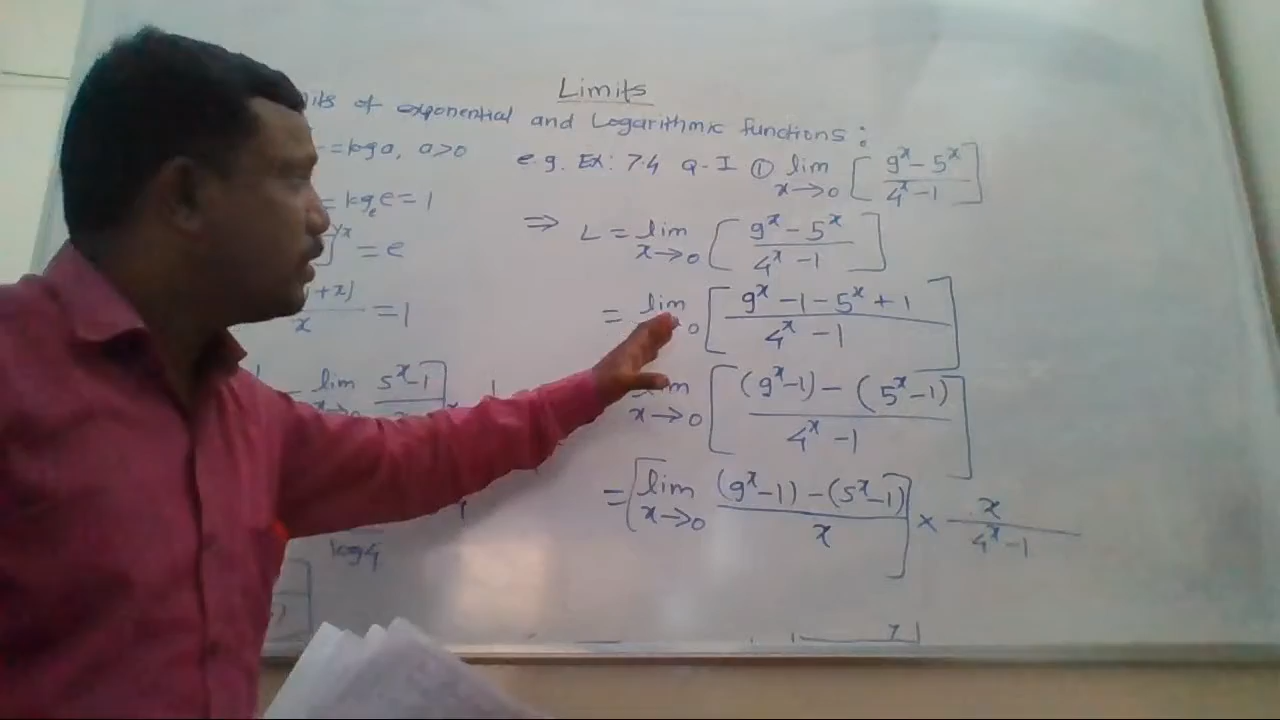 Limits
of exponential and Logarithmic functions :
= log a, a>0
e.g. Ex: 7.4 Q-I ① lim x→0 [ (9^x - 5^x) / (4^x - 1) ]
= log_e e = 1
]^1/x = e
+x) / x = 1
⇒ L = lim x→0 [ (9^x - 5^x) / (4^x - 1) ]
= lim x→0 [ (9^x - 1 - 5^x + 1) / (4^x - 1) ]
lim x→0 [ ((9^x-1) - (5^x-1)) / (4^x - 1) ]
= [ lim x→0 ((9^x-1) - (5^x-1)) / x ] × x / (4^x-1)
- lim x→0 (5^x-1)
log 4